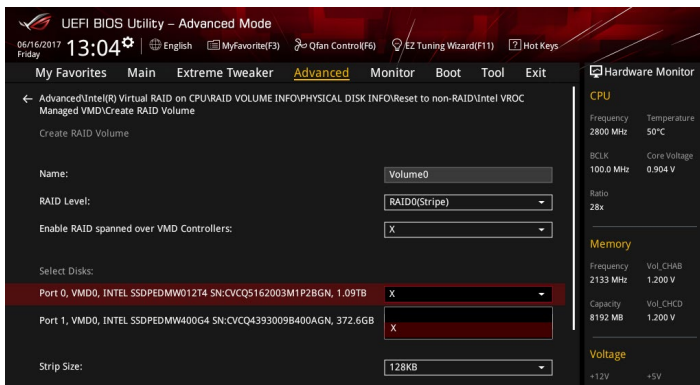 UEFI BIOS Utility – Advanced Mode
06/16/2017 Friday 13:04 English MyFavorite(F3) Qfan Control(F6) EZ Tuning Wizard(F11) ? Hot Keys
My Favorites Main Extreme Tweaker Advanced Monitor Boot Tool Exit
Hardware Monitor
← Advanced\Intel(R) Virtual RAID on CPU\RAID VOLUME INFO\PHYSICAL DISK INFO\Reset to non-RAID\Intel VROC
Managed VMD\Create RAID Volume
Create RAID Volume
Name: Volume0
RAID Level: RAID0(Stripe)
Enable RAID spanned over VMD Controllers: X
Select Disks:
Port 0, VMD0, INTEL SSDPEDMW012T4 SN:CVCQ5162003M1P2BGN, 1.09TB X
Port 1, VMD0, INTEL SSDPEDMW400G4 SN:CVCQ4393009B400AGN, 372.6GB
X
Strip Size: 128KB
CPU
Frequency Temperature
2800 MHz 50°C
BCLK Core Voltage
100.0 MHz 0.904 V
Ratio
28x
Memory
Frequency Vol_CHAB
2133 MHz 1.200 V
Capacity Vol_CHCD
8192 MB 1.200 V
Voltage
+12V +5V